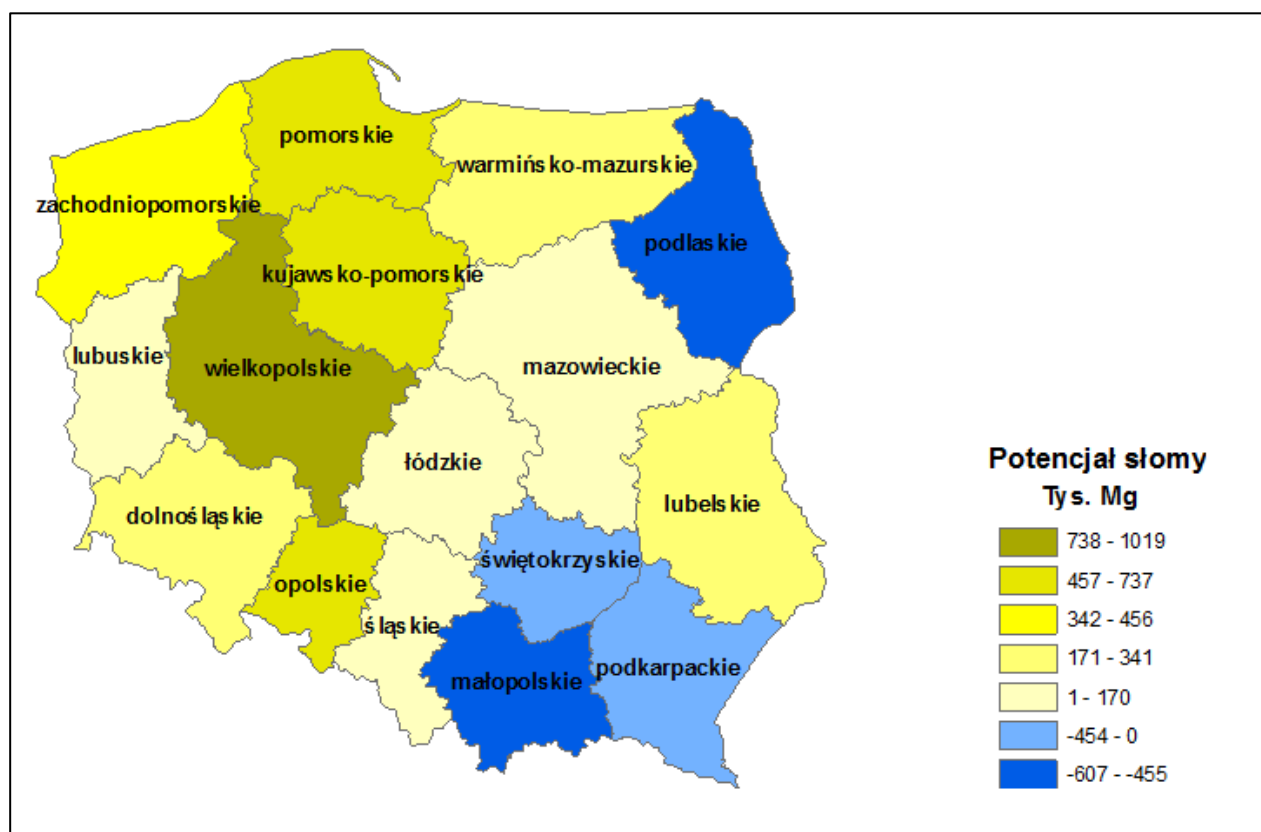 pomorskie
warmińsko-mazurskie
zachodniopomorskie
podlaskie
kujawsko-pomorskie
lubuskie
wielkopolskie
mazowieckie
łódzkie
dolnośląskie
lubelskie
świętokrzyskie
opolskie
śląskie
podkarpackie
małopolskie
Potencjał słomy
Tys. Mg
738 - 1019
457 - 737
342 - 456
171 - 341
1 - 170
-454 - 0
-607 - -455